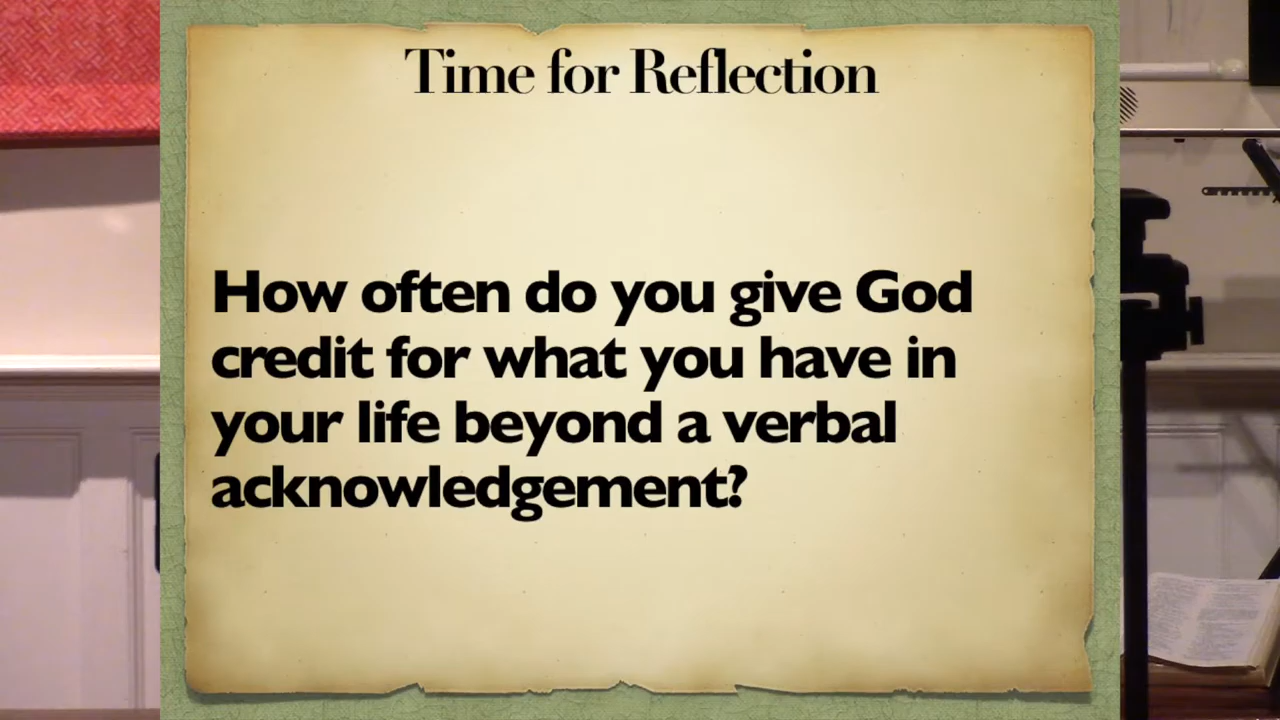 Time for Reflection
How often do you give God
credit for what you have in
your life beyond a verbal
acknowledgement?